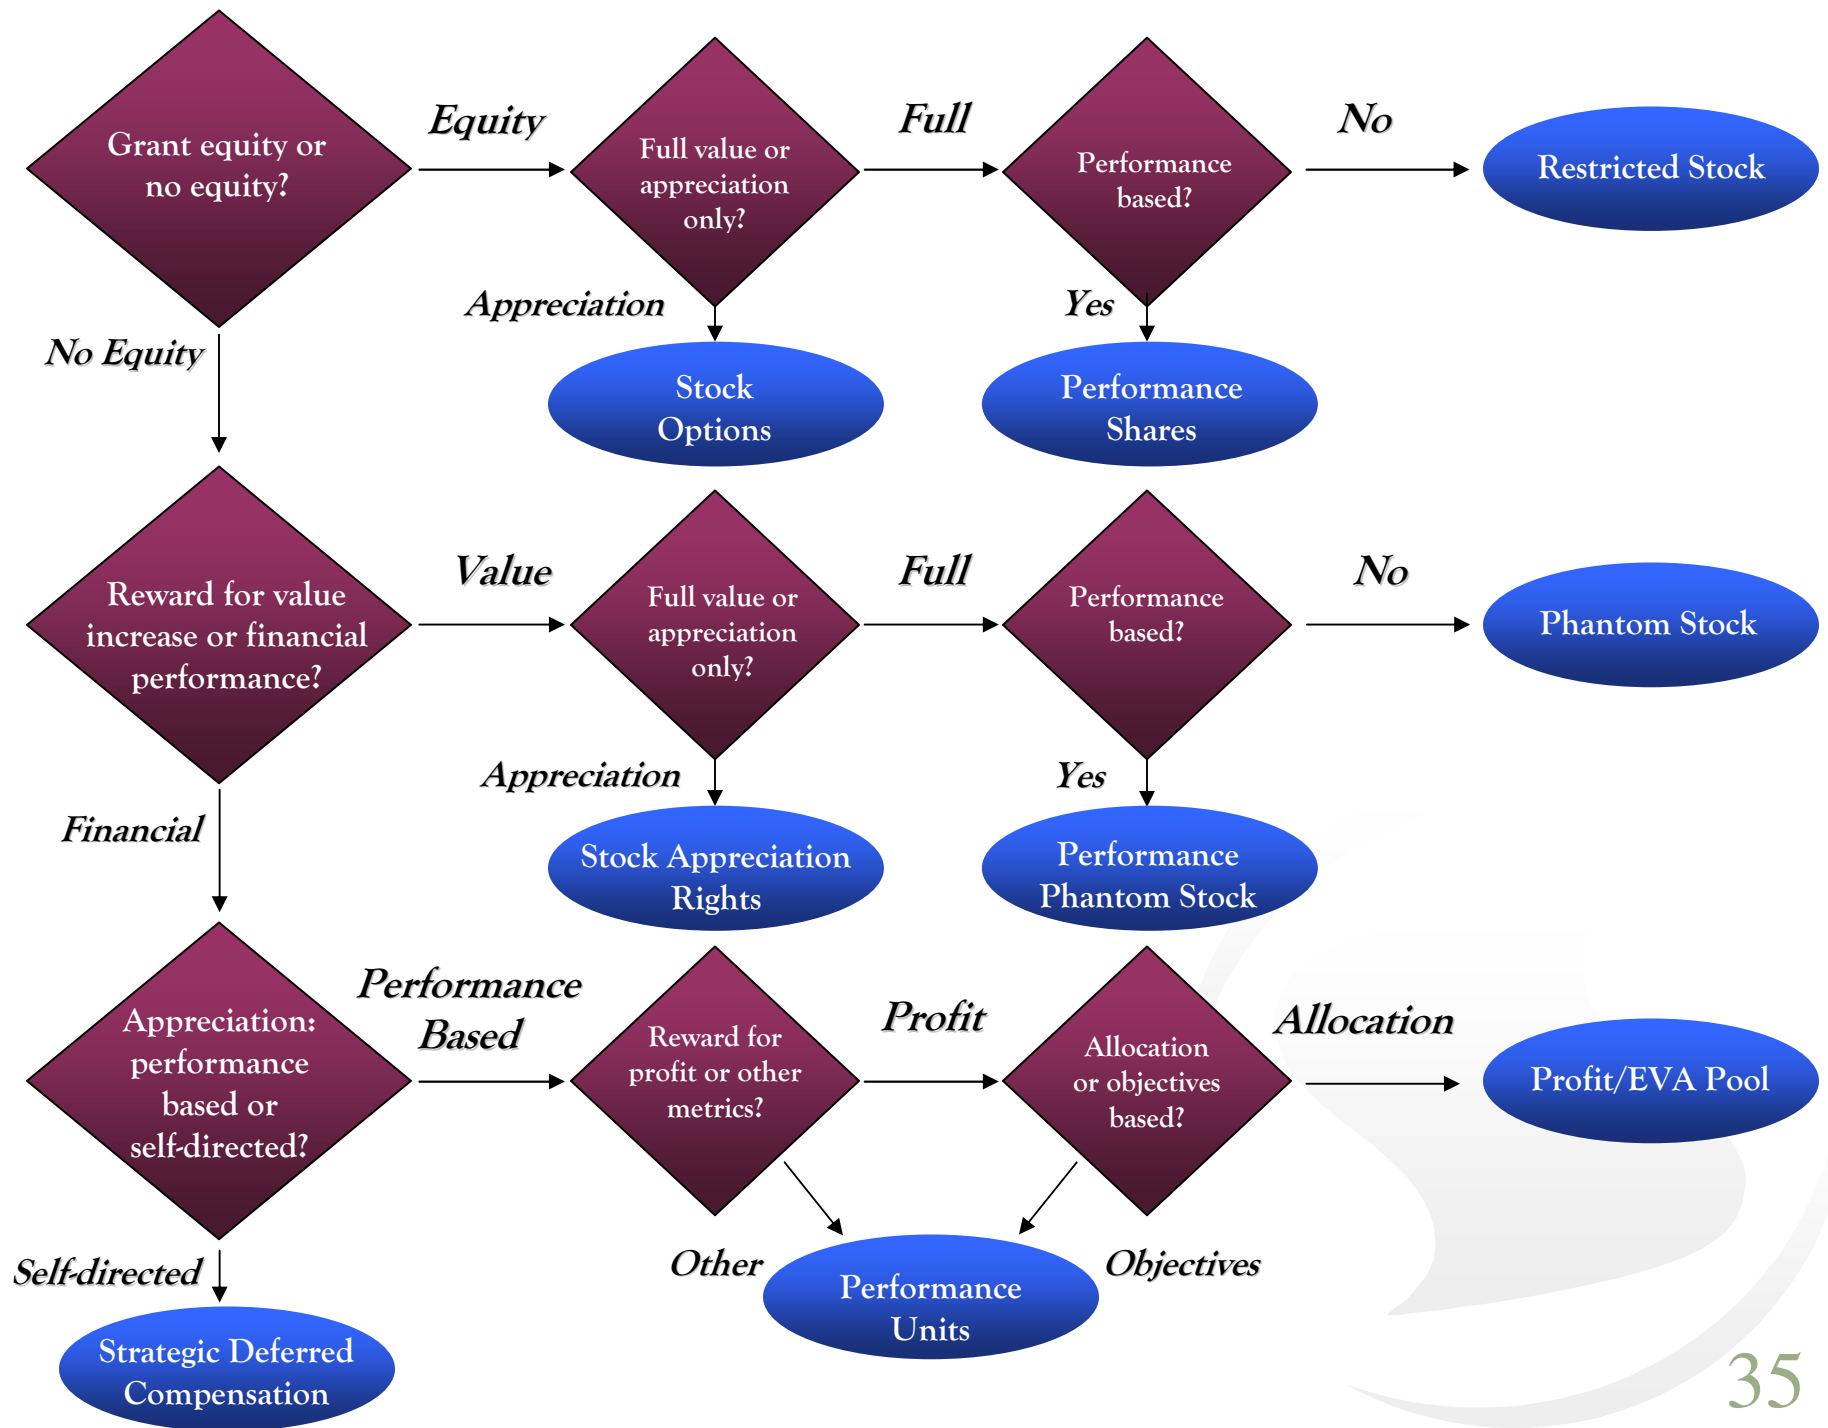 Grant equity or
no equity?
Equity
Full value or
appreciation
only?
Full
Performance
based?
No
Restricted Stock
Appreciation
Stock
Options
Yes
Performance
Shares
No Equity
Reward for value
increase or financial
performance?
Value
Full value or
appreciation
only?
Full
Performance
based?
No
Phantom Stock
Appreciation
Stock Appreciation
Rights
Yes
Performance
Phantom Stock
Financial
Appreciation:
performance
based or
self-directed?
Performance
Based
Reward for
profit or other
metrics?
Profit
Allocation
or objectives
based?
Allocation
Profit/EVA Pool
Self-directed
Strategic Deferred
Compensation
Other
Performance
Units
Objectives
35